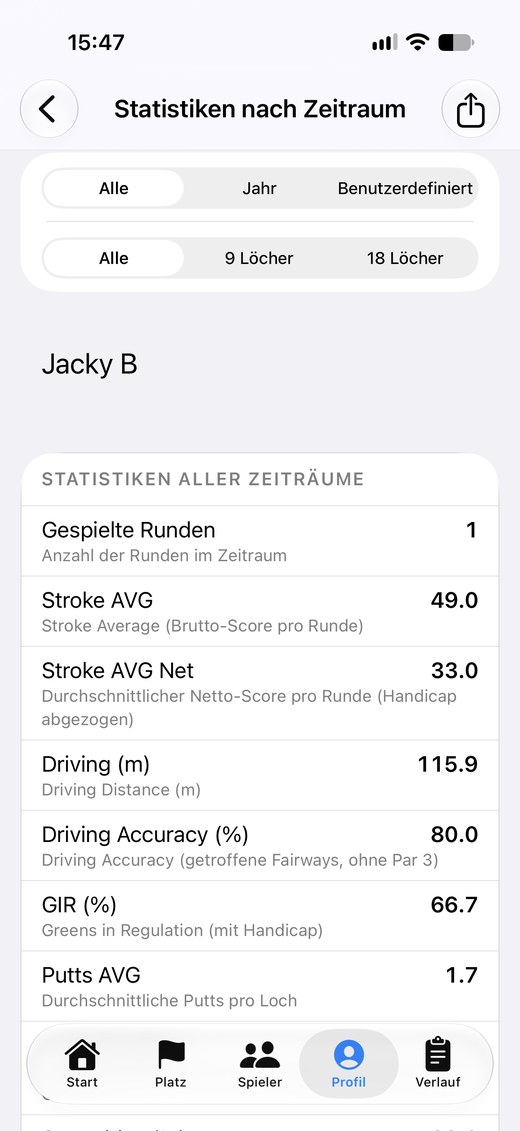 15:47
Statistiken nach Zeitraum
Alle Jahr Benutzerdefiniert
Alle 9 Löcher 18 Löcher
Jacky B
STATISTIKEN ALLER ZEITRÄUME
Gespielte Runden 1
Anzahl der Runden im Zeitraum
Stroke AVG 49.0
Stroke Average (Brutto-Score pro Runde)
Stroke AVG Net 33.0
Durchschnittlicher Netto-Score pro Runde (Handicap
abgezogen)
Driving (m) 115.9
Driving Distance (m)
Driving Accuracy (%) 80.0
Driving Accuracy (getroffene Fairways, ohne Par 3)
GIR (%) 66.7
Greens in Regulation (mit Handicap)
Putts AVG 1.7
Durchschnittliche Putts pro Loch
Start Platz Spieler Profil Verlauf